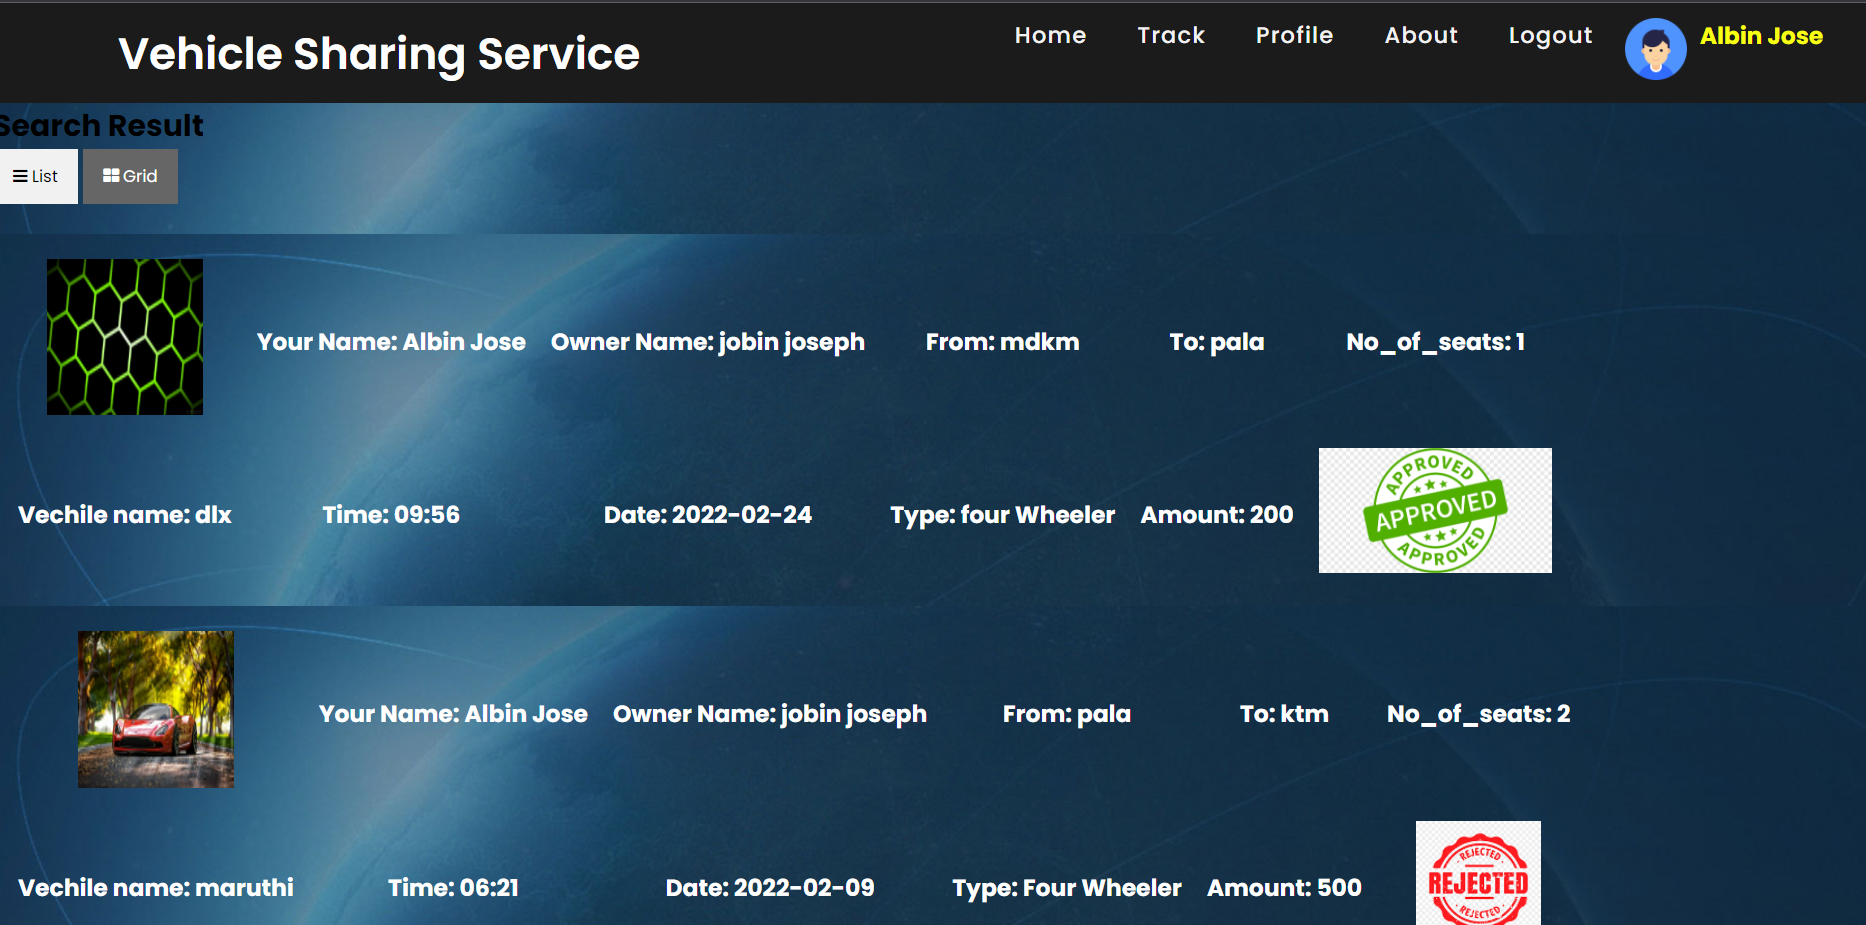 Vehicle Sharing Service
Home Track Profile About Logout Albin Jose
Search Result
List Grid
Your Name: Albin Jose Owner Name: jobin joseph From: mdkm To: pala No_of_seats: 1
Vechile name: dlx Time: 09:56 Date: 2022-02-24 Type: four Wheeler Amount: 200
APPROVED
APPROVED
APPROVED
Your Name: Albin Jose Owner Name: jobin joseph From: pala To: ktm No_of_seats: 2
Vechile name: maruthi Time: 06:21 Date: 2022-02-09 Type: Four Wheeler Amount: 500
REJECTED
REJECTED
REJECTED